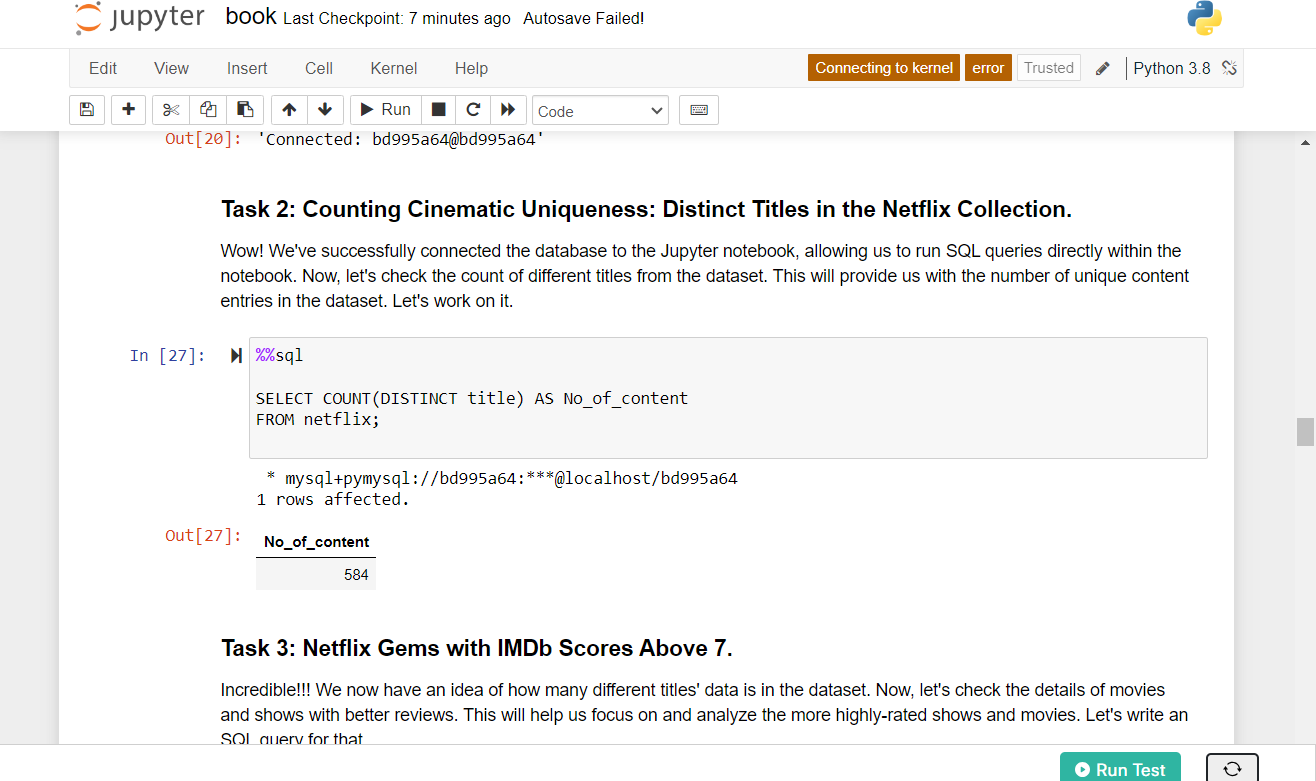 jupyter book Last Checkpoint: 7 minutes ago Autosave Failed!
Edit View Insert Cell Kernel Help Connecting to kernel error Trusted Python 3.8
Run Code
Out[20]: 'Connected: bd995a64@bd995a64'
Task 2: Counting Cinematic Uniqueness: Distinct Titles in the Netflix Collection.
Wow! We've successfully connected the database to the Jupyter notebook, allowing us to run SQL queries directly within the
notebook. Now, let's check the count of different titles from the dataset. This will provide us with the number of unique content
entries in the dataset. Let's work on it.
In [27]: %%sql
SELECT COUNT(DISTINCT title) AS No_of_content
FROM netflix;
* mysql+pymysql://bd995a64:***@localhost/bd995a64
1 rows affected.
Out[27]: No_of_content
584
Task 3: Netflix Gems with IMDb Scores Above 7.
Incredible!!! We now have an idea of how many different titles' data is in the dataset. Now, let's check the details of movies
and shows with better reviews. This will help us focus on and analyze the more highly-rated shows and movies. Let's write an
SQL query for that
Run Test